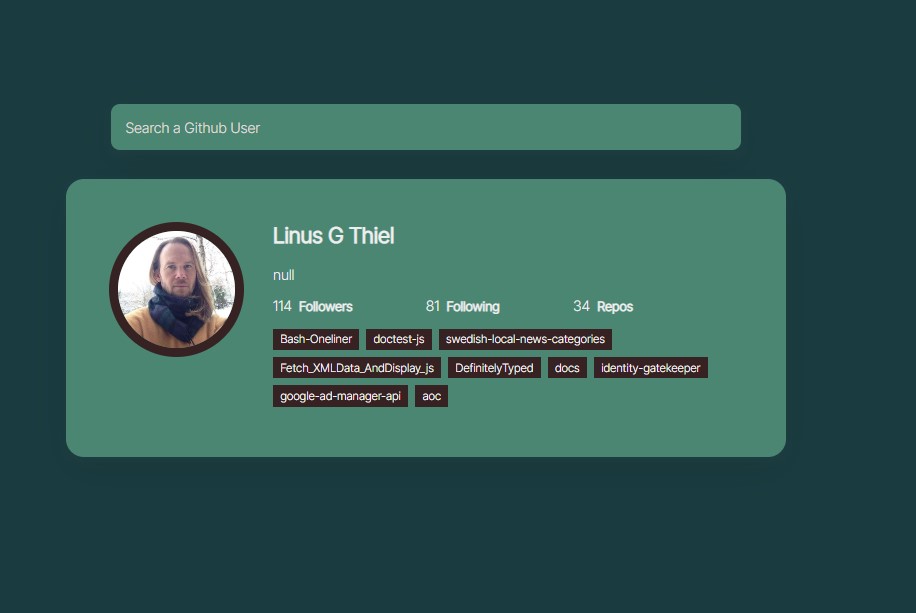 Search a Github User
Linus G Thiel
null
114 Followers 81 Following 34 Repos
Bash-Oneliner doctest-js swedish-local-news-categories
Fetch_XMLData_AndDisplay_js DefinitelyTyped docs identity-gatekeeper
google-ad-manager-api aoc